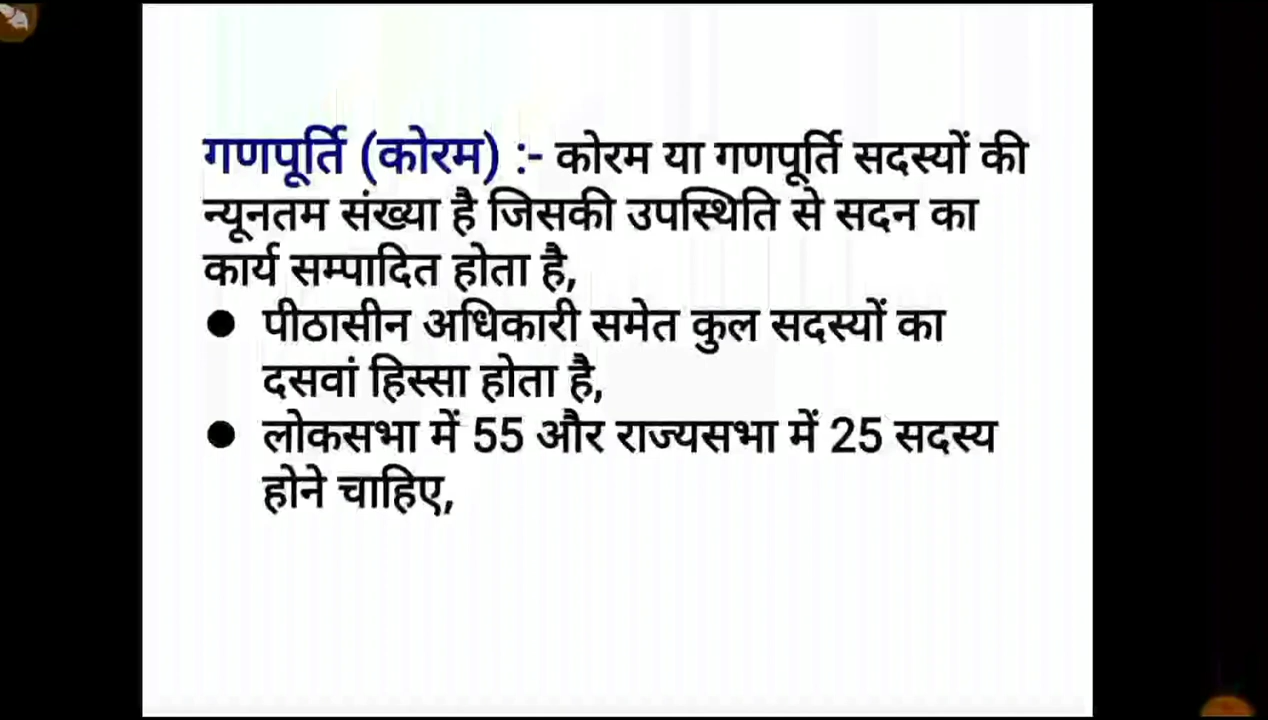 गणपूर्ति (कोरम) :- कोरम या गणपूर्ति सदस्यों की
न्यूनतम संख्या है जिसकी उपस्थिति से सदन का
कार्य सम्पादित होता है,
● पीठासीन अधिकारी समेत कुल सदस्यों का
दसवां हिस्सा होता है,
● लोकसभा में 55 और राज्यसभा में 25 सदस्य
होने चाहिए,